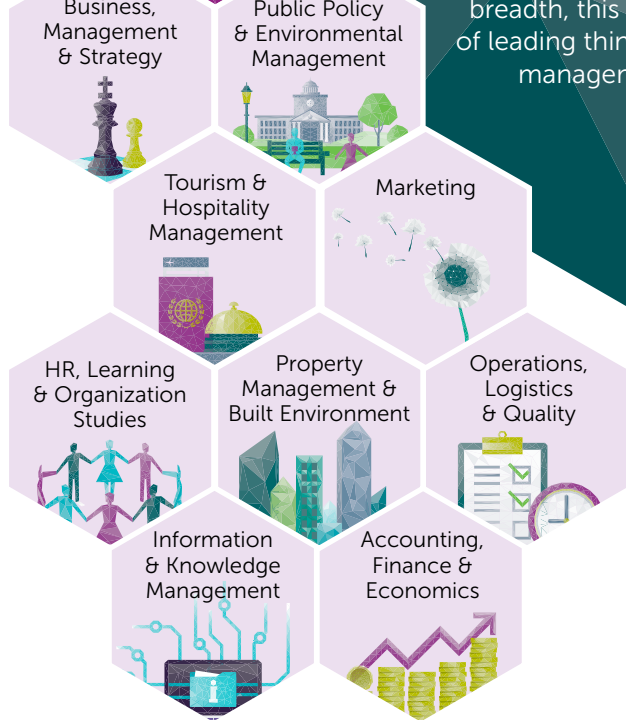 Business,
Management
& Strategy
Public Policy
& Environmental
Management
breadth, this
of leading thin
manager
Tourism &
Hospitality
Management
Marketing
HR, Learning
& Organization
Studies
Property
Management &
Built Environment
Operations,
Logistics
& Quality
Information
& Knowledge
Management
i
Accounting,
Finance &
Economics